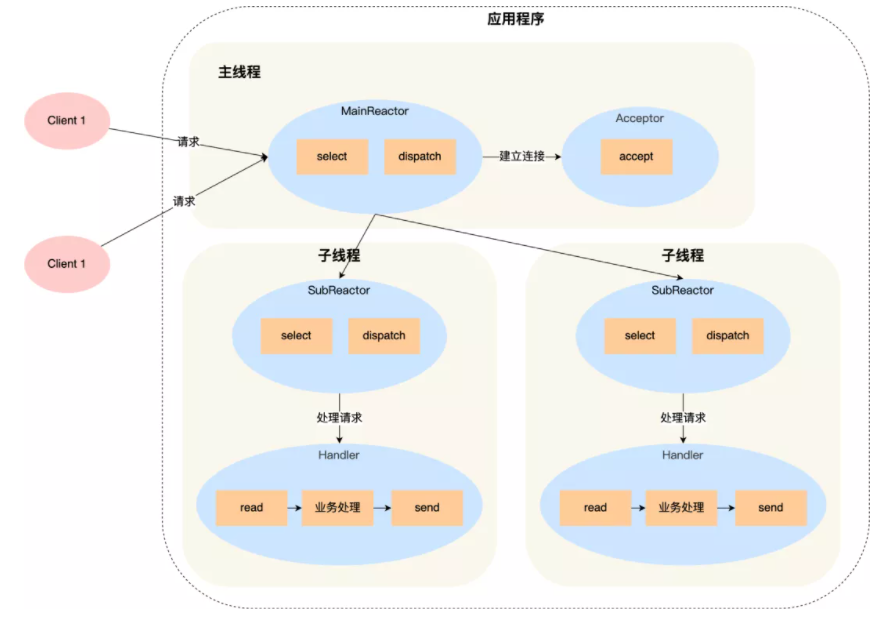 应用程序
主线程
Client 1
请求
MainReactor
select
dispatch
建立连接
Acceptor
accept
请求
Client 1
子线程
SubReactor
select
dispatch
处理请求
Handler
read
业务处理
send
子线程
SubReactor
select
dispatch
处理请求
Handler
read
业务处理
send